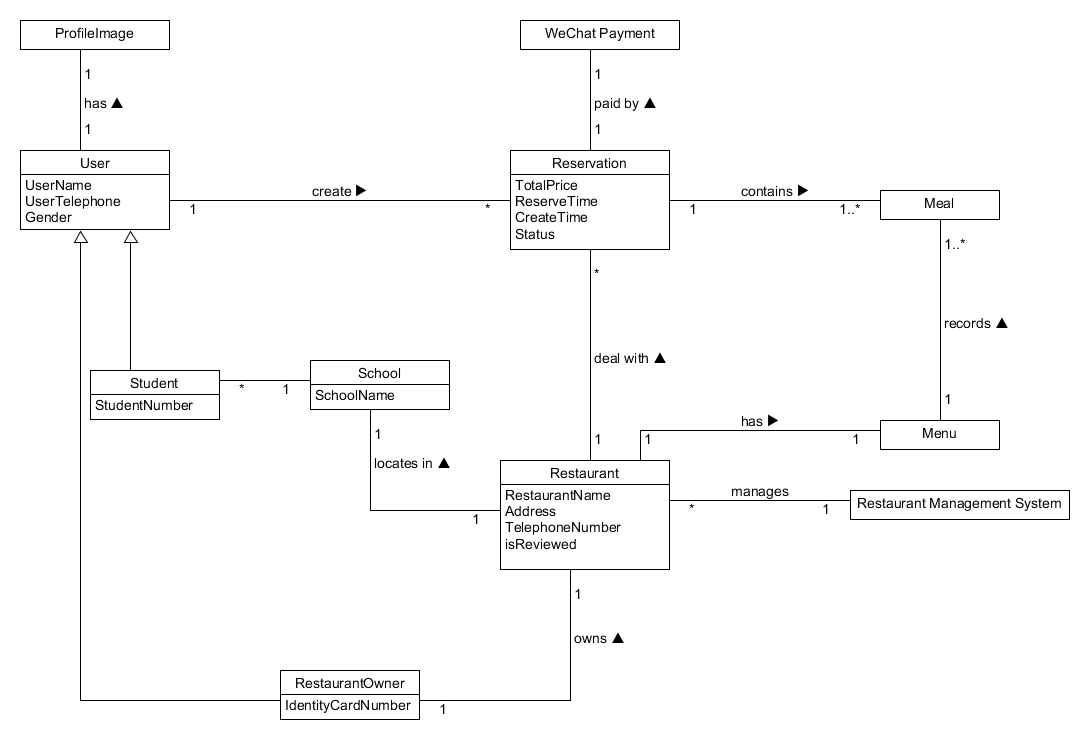 ProfileImage
WeChat Payment
1
1
has ▲
paid by ▲
1
1
User
UserName
UserTelephone
Gender
create ▶
1
*
Reservation
TotalPrice
ReserveTime
CreateTime
Status
contains ▶
1
1..*
Meal
*
1..*
records ▲
deal with ▲
Student
StudentNumber
*
1
School
SchoolName
1
1
1
locates in ▲
has ▶
1
1
Menu
1
Restaurant
RestaurantName
Address
TelephoneNumber
isReviewed
manages
*
1
Restaurant Management System
1
owns ▲
RestaurantOwner
IdentityCardNumber
1